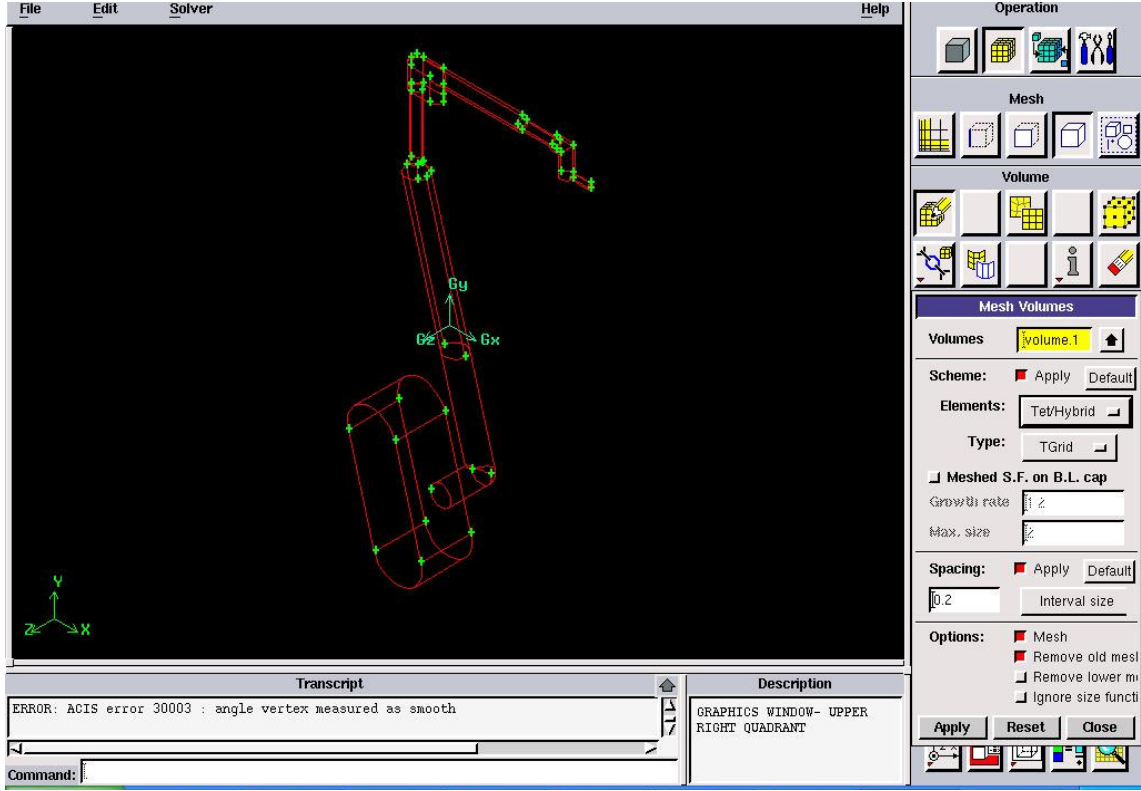 File Edit Solver Help
Operation
Mesh
Volume
Gy
Gz Gx
Y
Z X
Mesh Volumes
Volumes volume.1
Scheme: Apply Default
Elements: Tet/Hybrid
Type: TGrid
Meshed S.F. on B.L. cap
Growth rate 1.2
Max. size 2
Spacing: Apply Default
0.2 Interval size
Options: Mesh
Remove old mesl
Remove lower m
Ignore size functi
Apply Reset Close
Transcript
ERROR: ACIS error 30003 : angle vertex measured as smooth
Command:
Description
GRAPHICS WINDOW- UPPER
RIGHT QUADRANT